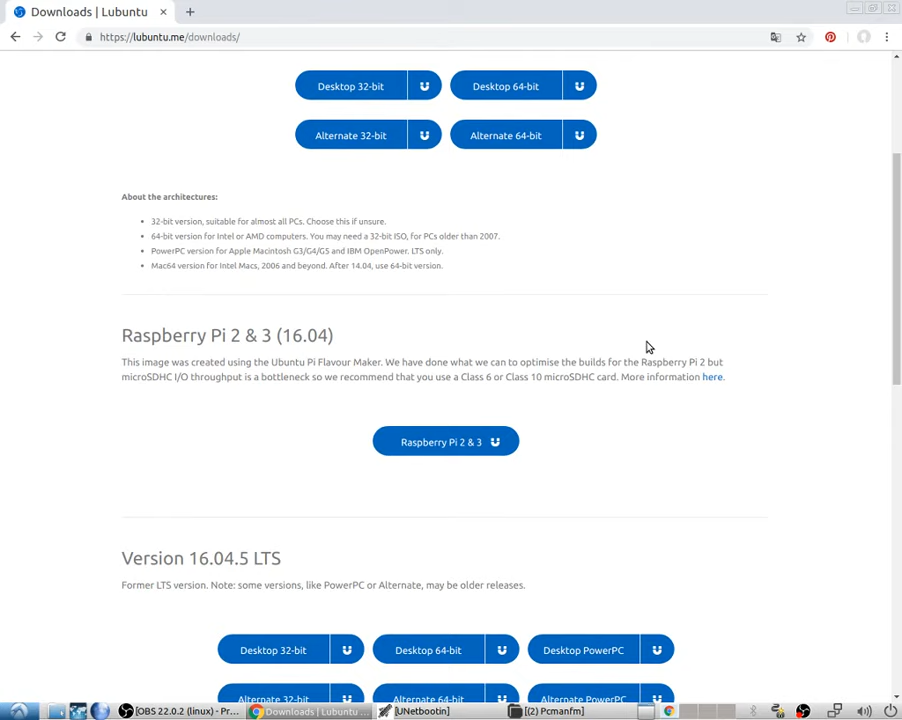 Downloads | Lubuntu
https://lubuntu.me/downloads/
Desktop 32-bit
Desktop 64-bit
Alternate 32-bit
Alternate 64-bit
About the architectures:
32-bit version, suitable for almost all PCs. Choose this if unsure.
64-bit version for Intel or AMD computers. You may need a 32-bit ISO, for PCs older than 2007.
PowerPC version for Apple Macintosh G3/G4/G5 and IBM OpenPower. LTS only.
Mac64 version for Intel Macs, 2006 and beyond. After 14.04, use 64-bit version.
Raspberry Pi 2 & 3 (16.04)
This image was created using the Ubuntu Pi Flavour Maker. We have done what we can to optimise the builds for the Raspberry Pi 2 but
microSDHC I/O throughput is a bottleneck so we recommend that you use a Class 6 or Class 10 microSDHC card. More information here.
Raspberry Pi 2 & 3
Version 16.04.5 LTS
Former LTS version. Note: some versions, like PowerPC or Alternate, may be older releases.
Desktop 32-bit
Desktop 64-bit
Desktop PowerPC
Alternate 32-bit
Alternate 64-bit
Alternate PowerPC
[OBS 22.0.2 (linux) - Pr...
Downloads | Lubuntu ...
[UNetbootin]
[(2) Pcmanfm]